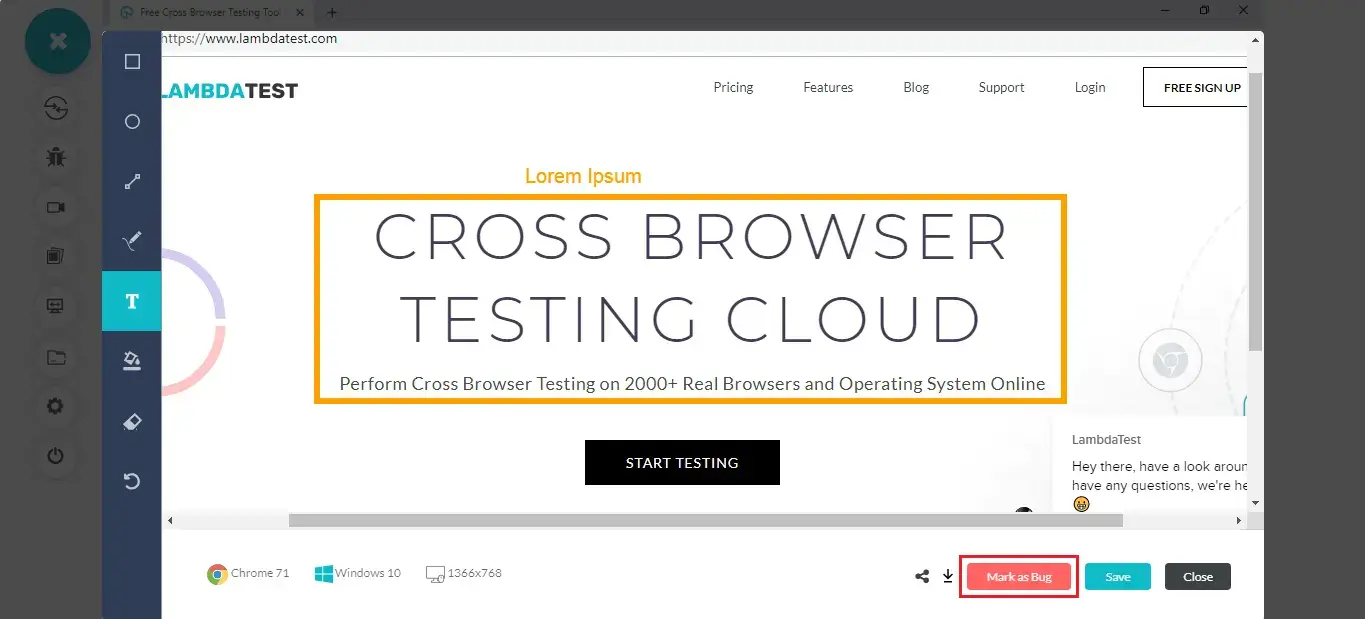 Free Cross Browser Testing Tool
https://www.lambdatest.com
LAMBDATEST
Pricing
Features
Blog
Support
Login
FREE SIGN UP
Lorem Ipsum
CROSS BROWSER
TESTING CLOUD
Perform Cross Browser Testing on 2000+ Real Browsers and Operating System Online
START TESTING
T
LambdaTest
Hey there, have a look aroun
have any questions, we're he
Chrome 71
Windows 10
1366x768
Mark as Bug
Save
Close